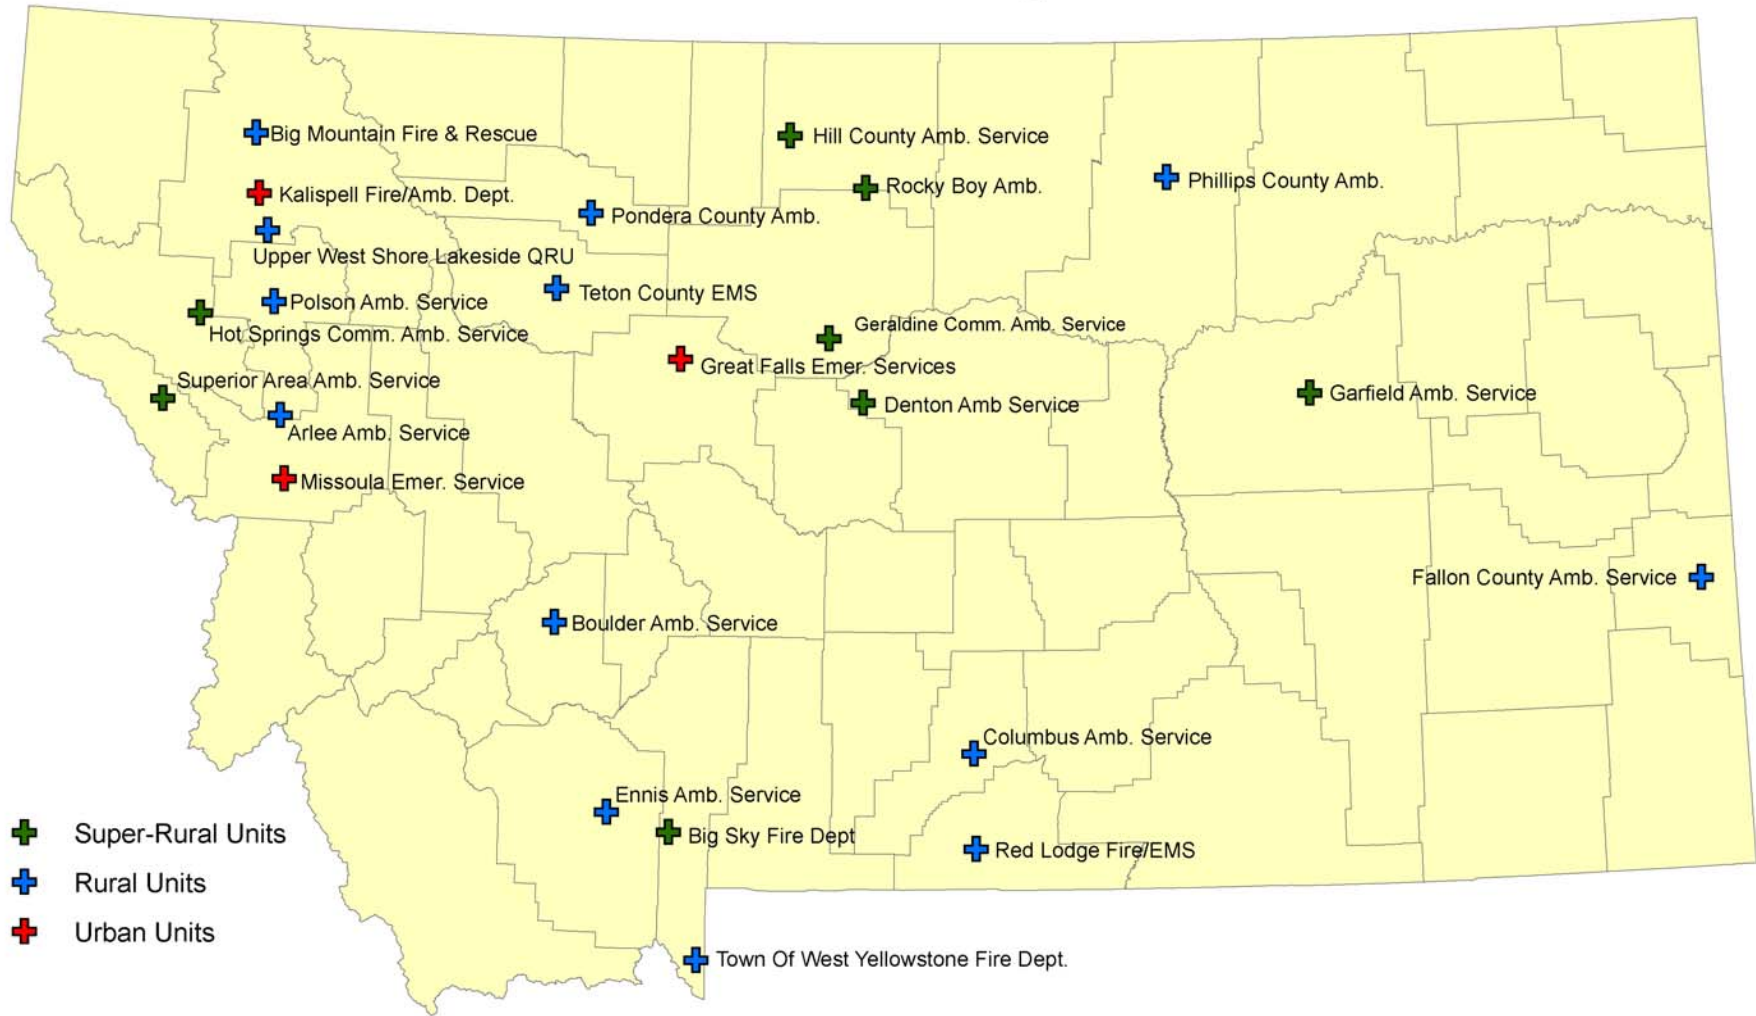 Big Mountain Fire & Rescue
Hill County Amb. Service
Kalispell Fire/Amb. Dept.
Rocky Boy Amb.
Phillips County Amb.
Pondera County Amb.
Upper West Shore Lakeside QRU
Polson Amb. Service
Teton County EMS
Hot Springs Comm. Amb. Service
Geraldine Comm. Amb. Service
Great Falls Emer. Services
Superior Area Amb. Service
Garfield Amb. Service
Denton Amb Service
Arlee Amb. Service
Missoula Emer. Service
Fallon County Amb. Service
Boulder Amb. Service
Columbus Amb. Service
Ennis Amb. Service
Big Sky Fire Dept
Red Lodge Fire/EMS
Town Of West Yellowstone Fire Dept.
Super-Rural Units
Rural Units
Urban Units